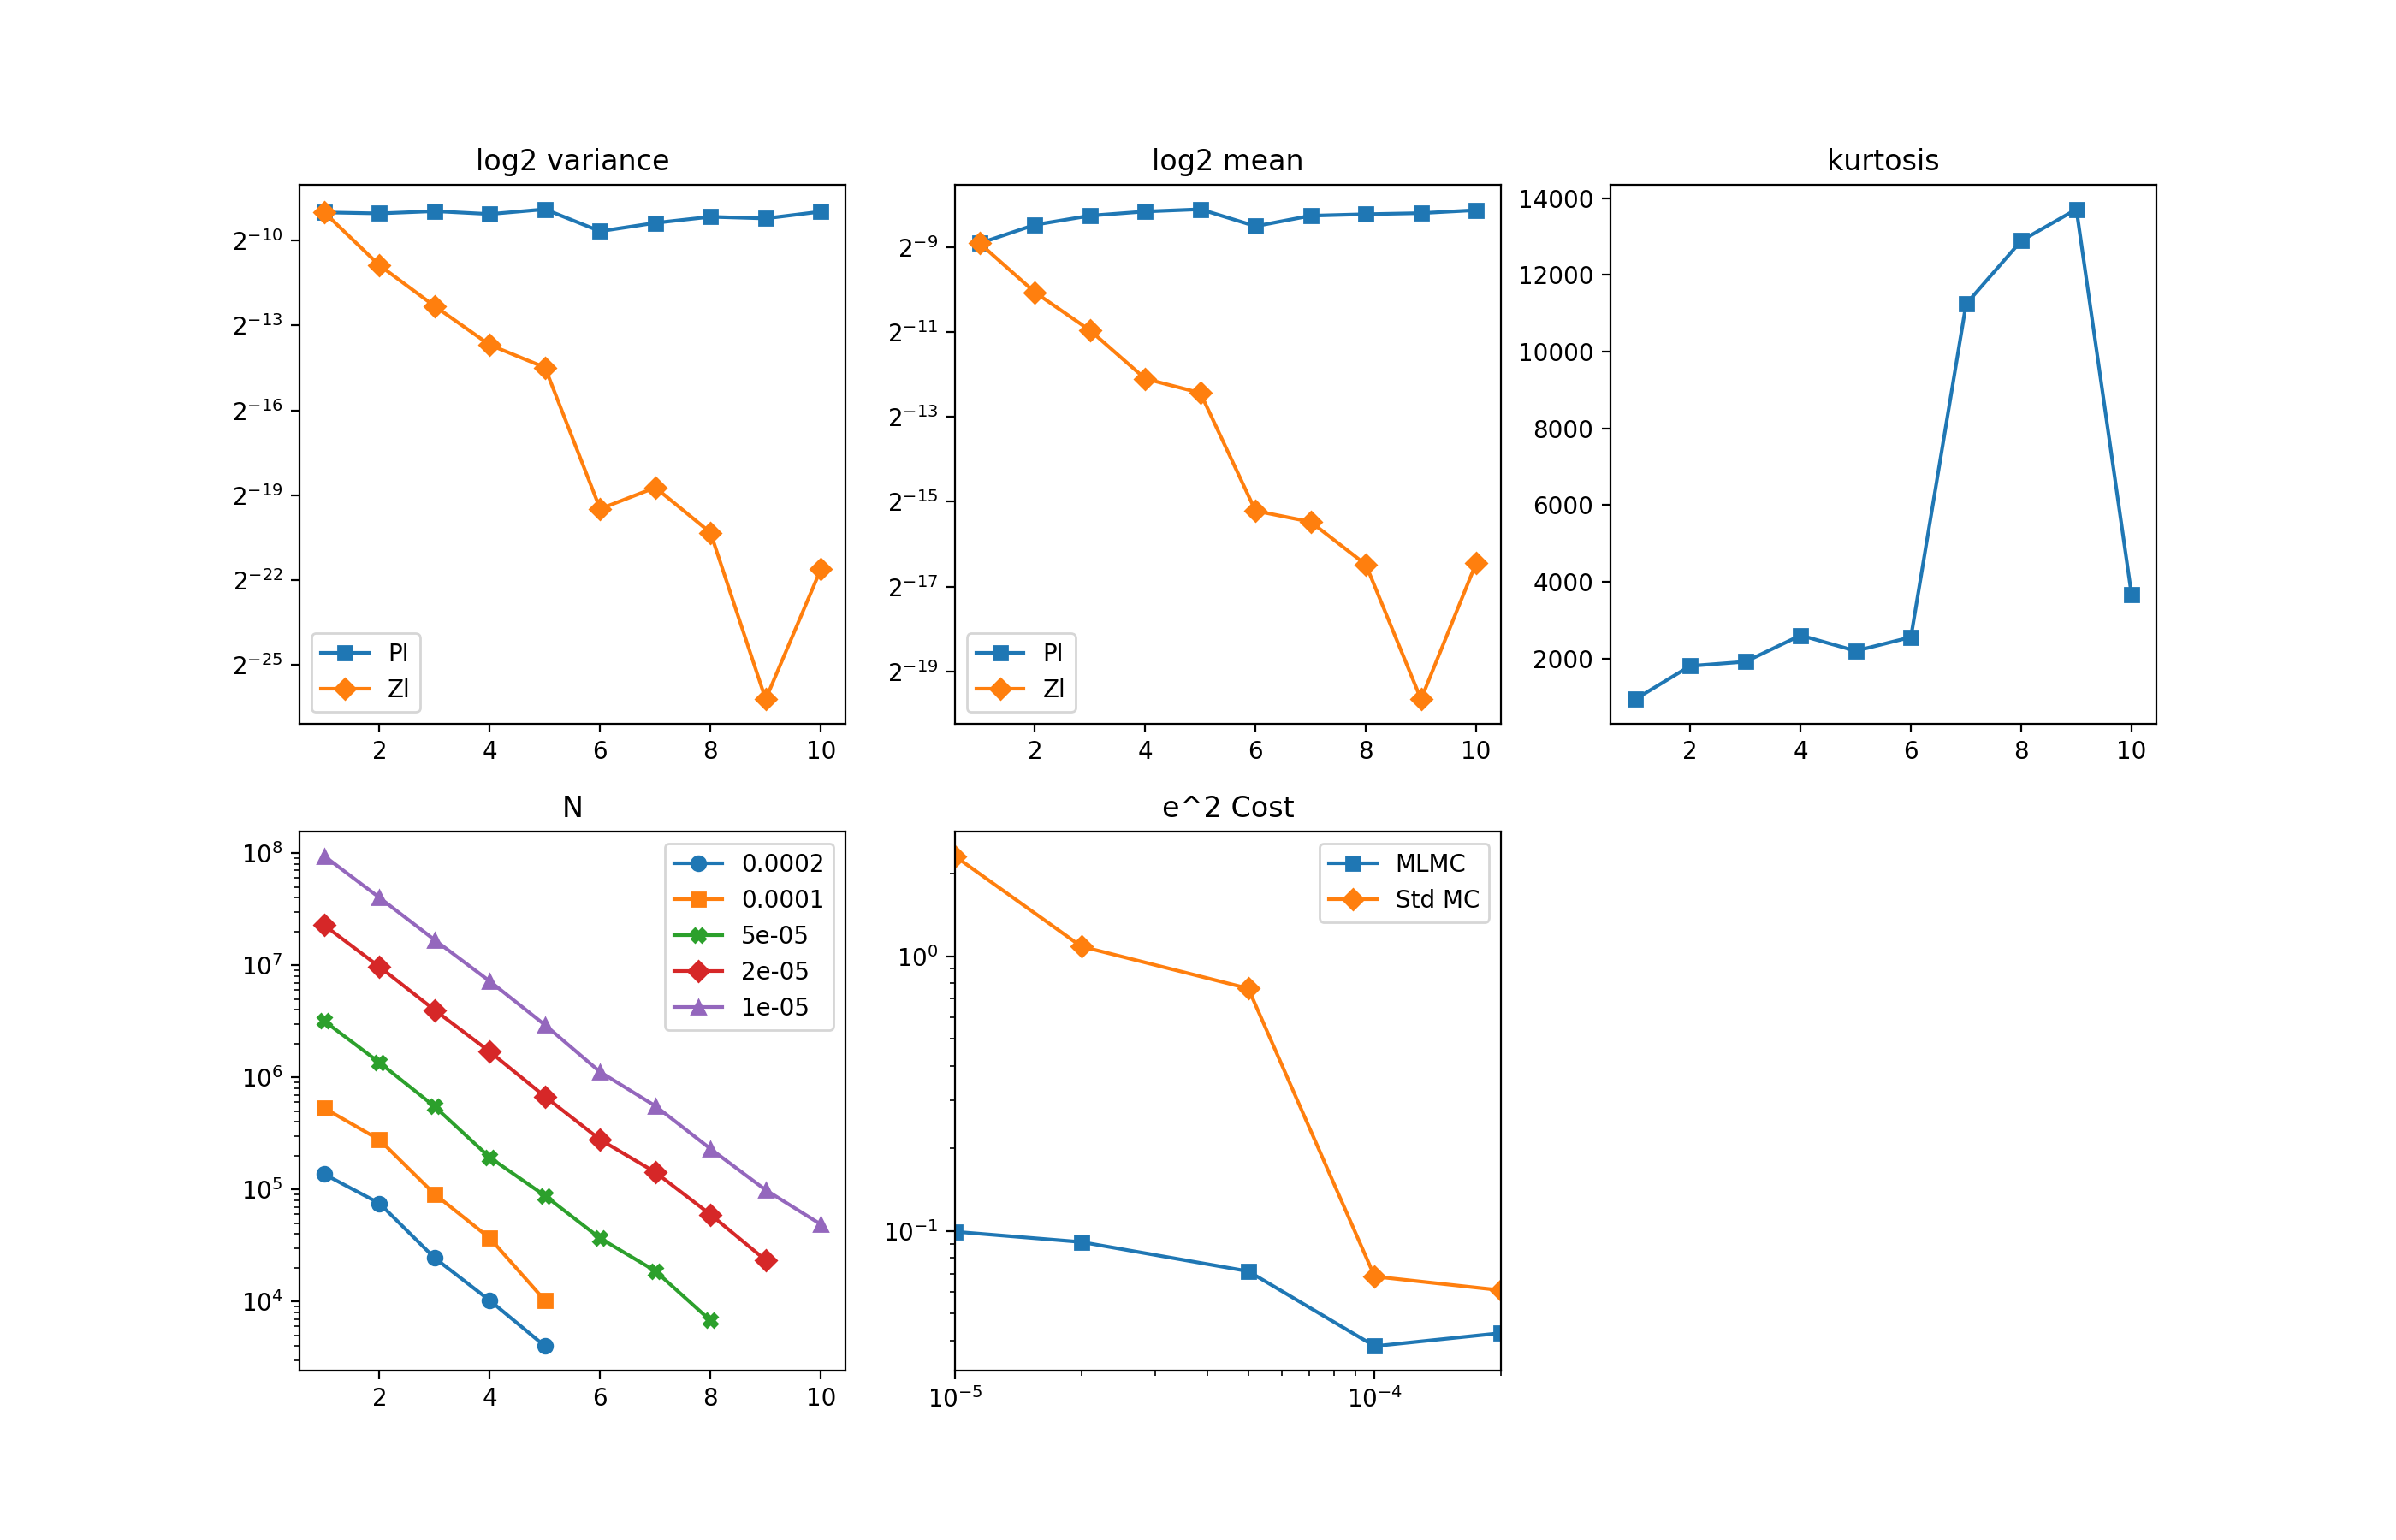 log2 variance
2^-10
2^-13
2^-16
2^-19
2^-22
2^-25
Pl
Zl
2 4 6 8 10
log2 mean
2^-9
2^-11
2^-13
2^-15
2^-17
2^-19
Pl
Zl
2 4 6 8 10
kurtosis
14000
12000
10000
8000
6000
4000
2000
2 4 6 8 10
N
10^8
10^7
10^6
10^5
10^4
0.0002
0.0001
5e-05
2e-05
1e-05
2 4 6 8 10
e^2 Cost
10^0
10^-1
MLMC
Std MC
10^-5 10^-4